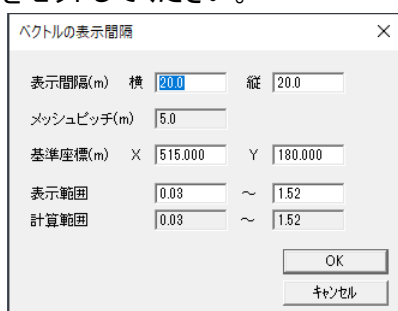 ベクトルの表示間隔
表示間隔(m) 横 20.0 縦 20.0
メッシュピッチ(m) 5.0
基準座標(m) X 515.000 Y 180.000
表示範囲 0.03 ～ 1.52
計算範囲 0.03 ～ 1.52
OK
キャンセル